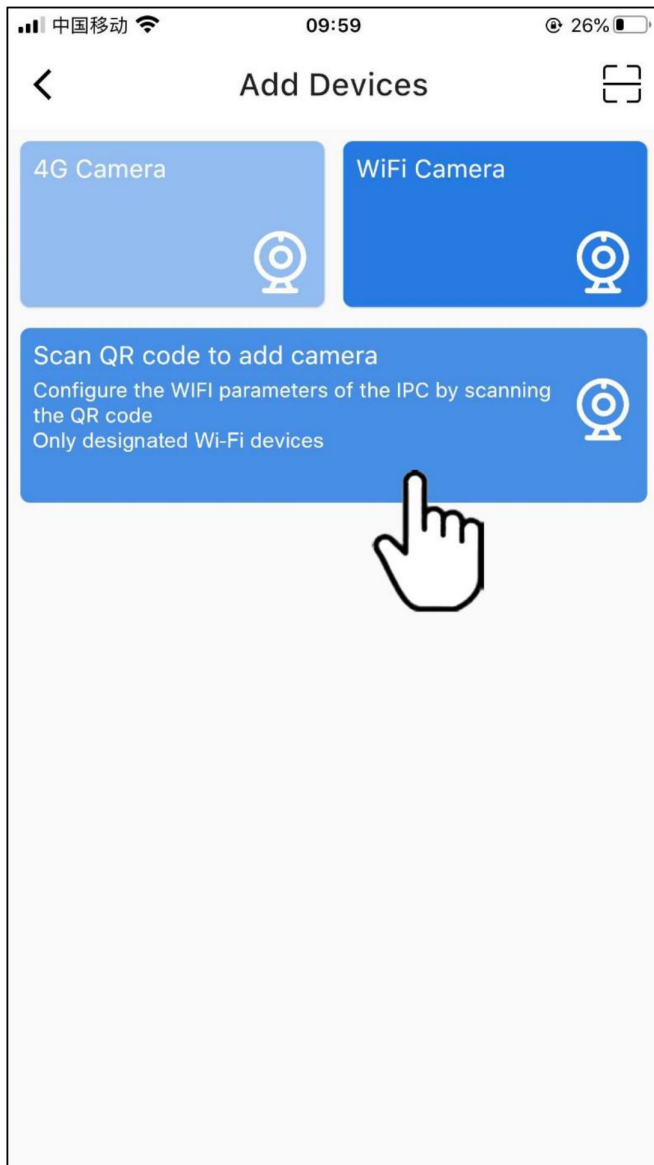 中国移动 09:59 26%
Add Devices
4G Camera
WiFi Camera
Scan QR code to add camera
Configure the WIFI parameters of the IPC by scanning
the QR code
Only designated Wi-Fi devices